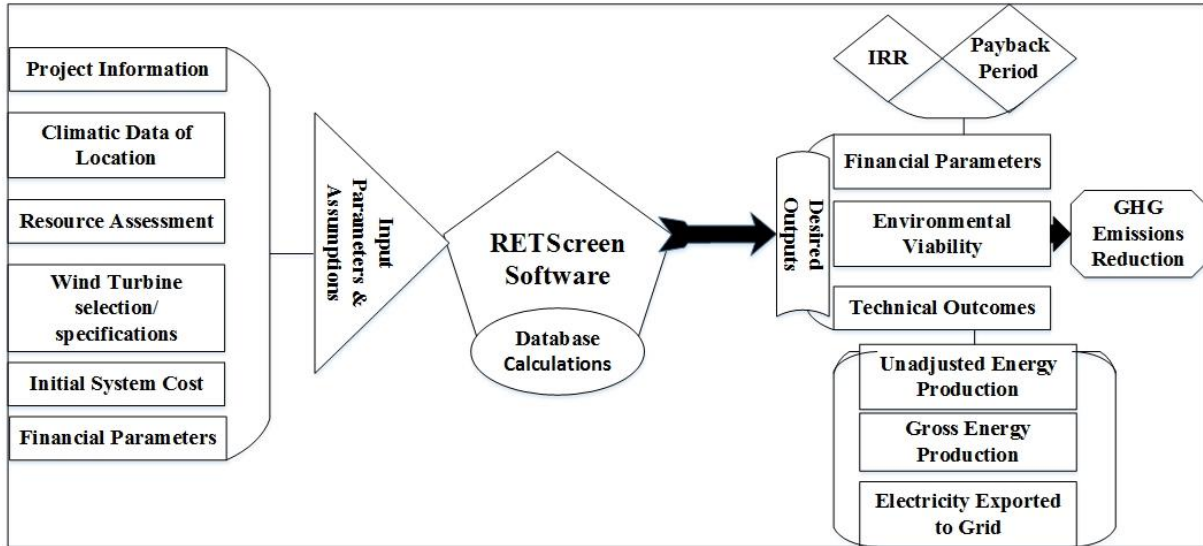 Project Information
Climatic Data of
Location
Resource Assessment
Wind Turbine
selection/
specifications
Initial System Cost
Financial Parameters
Input
Parameters &
Assumptions
RETScreen
Software
Database
Calculations
Desired
Outputs
IRR
Payback
Period
Financial Parameters
Environmental
Viability
GHG
Emissions
Reduction
Technical Outcomes
Unadjusted Energy
Production
Gross Energy
Production
Electricity Exported
to Grid